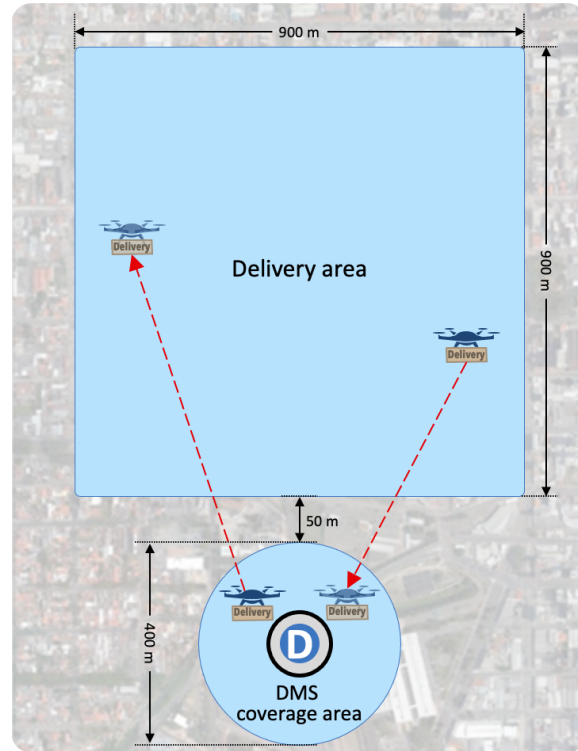 900 m
Delivery
Delivery area
900 m
Delivery
50 m
400 m
Delivery
Delivery
D
DMS
coverage area